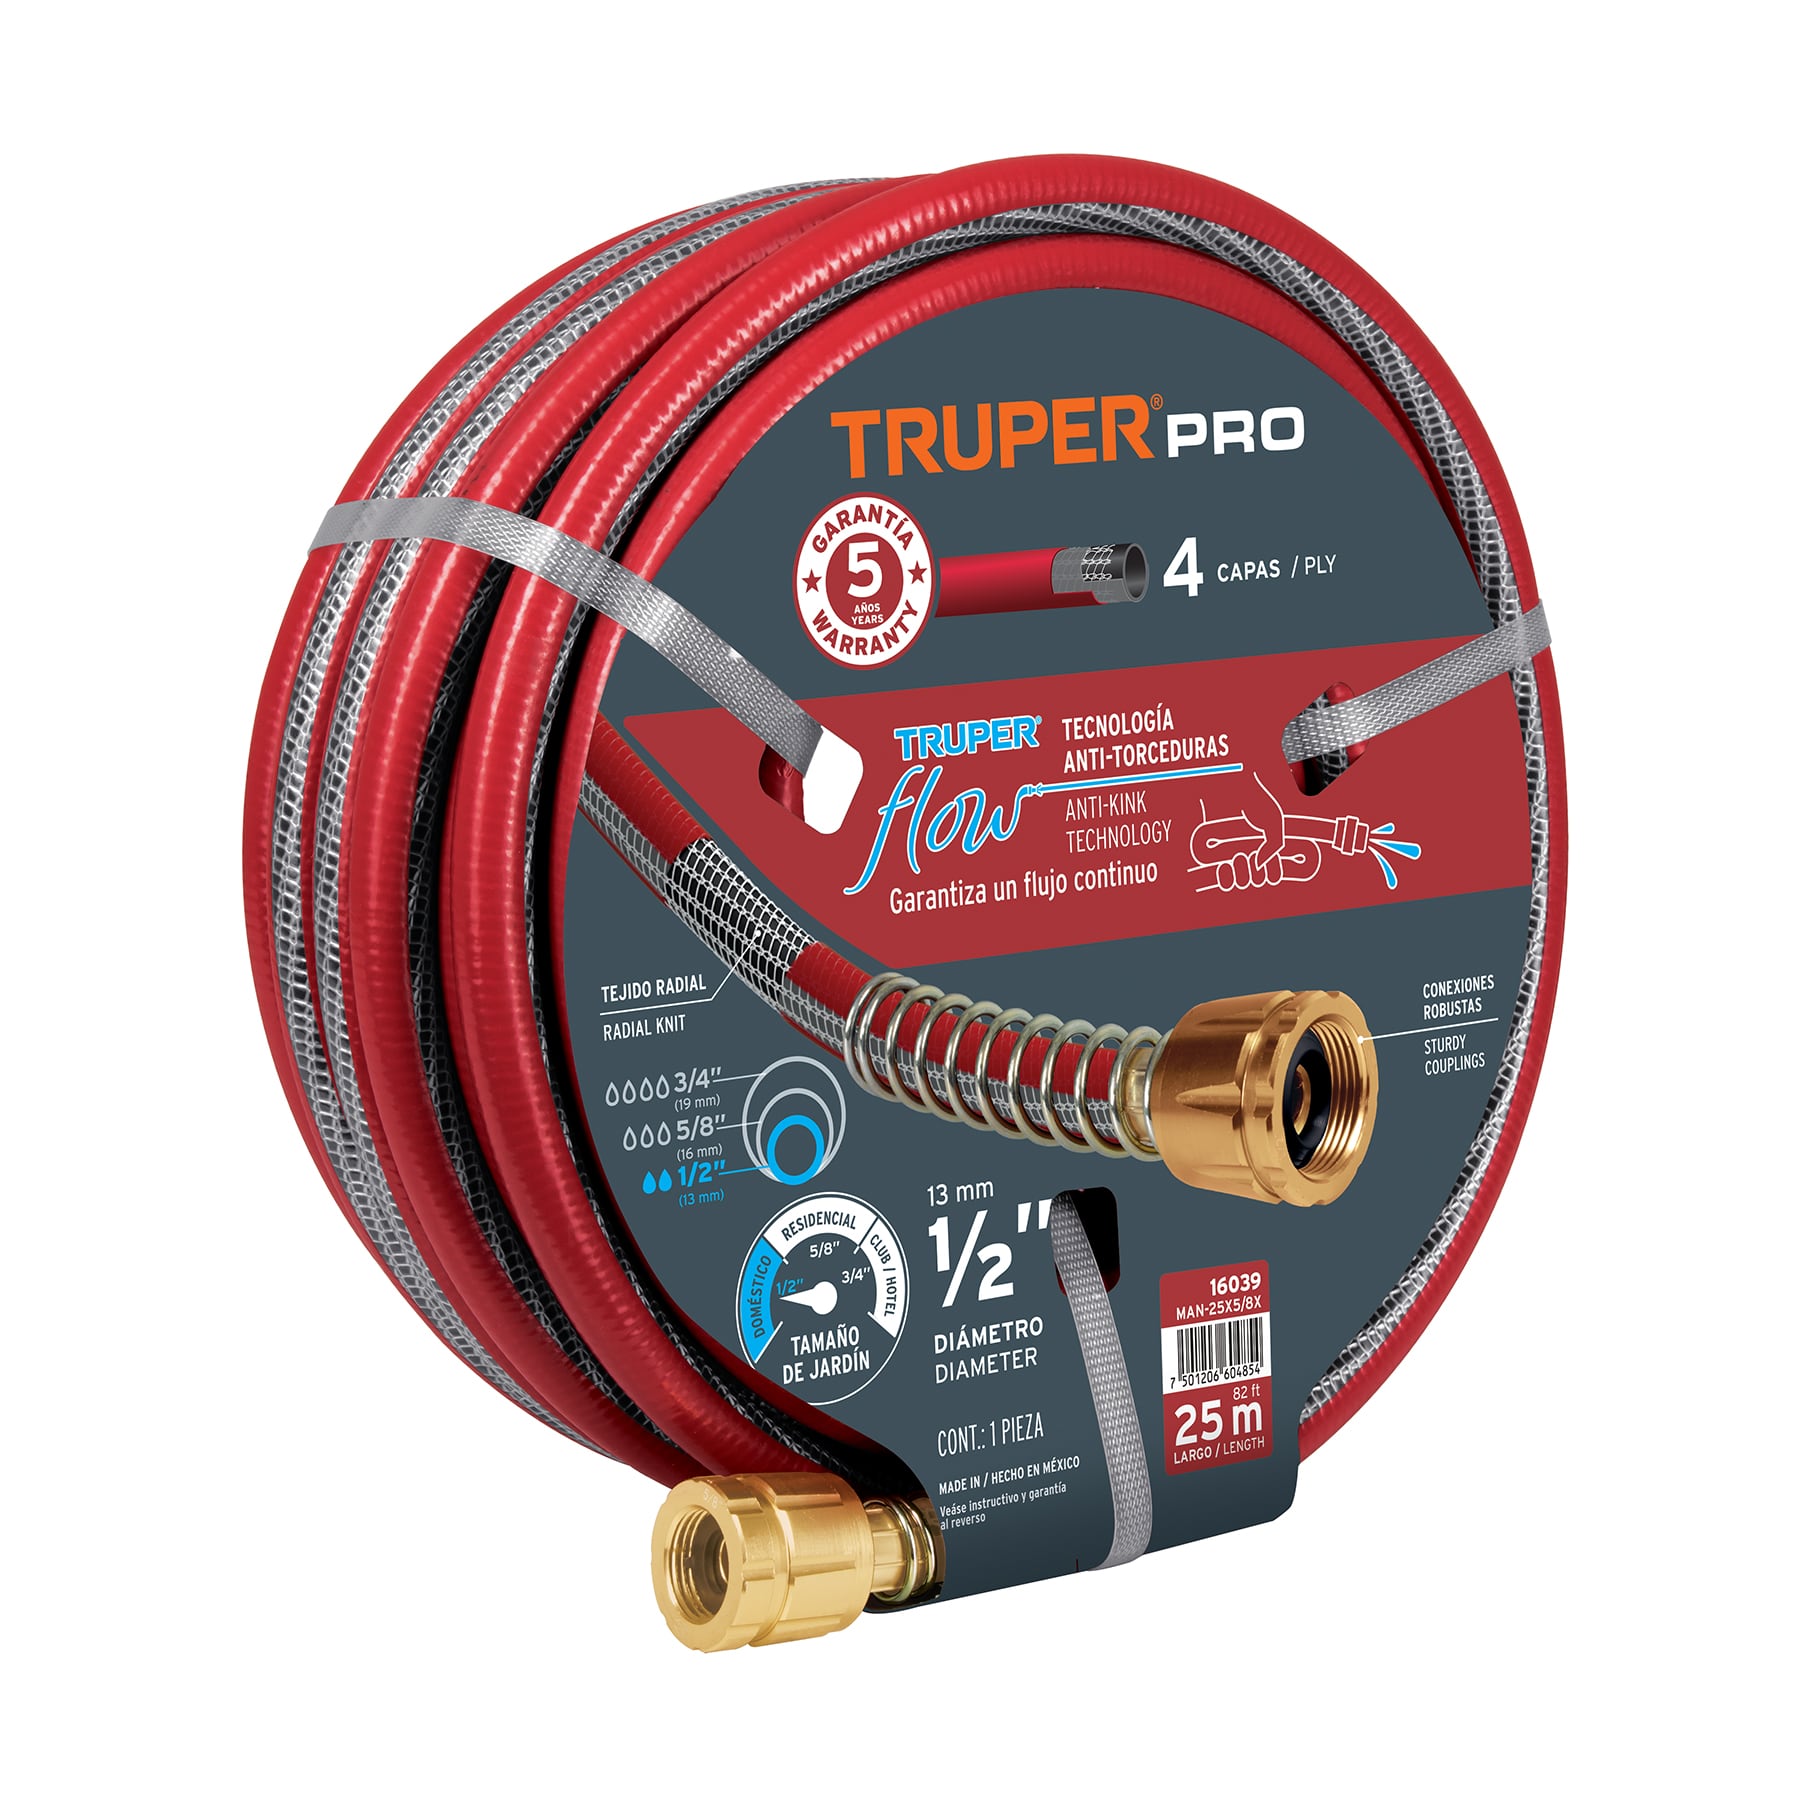 TRUPER® PRO
GARANTÍA
5
AÑOS
YEARS
WARRANTY
4 CAPAS / PLY
TRUPER®
flow
TECNOLOGÍA
ANTI-TORCEDURAS
ANTI-KINK
TECHNOLOGY
Garantiza un flujo continuo
TEJIDO RADIAL
RADIAL KNIT
CONEXIONES
ROBUSTAS
STURDY
COUPLINGS
3/4"
(19 mm)
5/8"
(16 mm)
1/2"
(13 mm)
DOMÉSTICO
RESIDENCIAL
CLUB / HOTEL
1/2"
5/8"
3/4"
TAMAÑO
DE JARDÍN
13 mm
1/2"
DIÁMETRO
DIAMETER
CONT.: 1 PIEZA
MADE IN / HECHO EN MÉXICO
Veáse instructivo y garantía
al reverso
16039
MAN-25X5/8X
7 501206 604854
82 ft
25 m
LARGO / LENGTH
5/8"